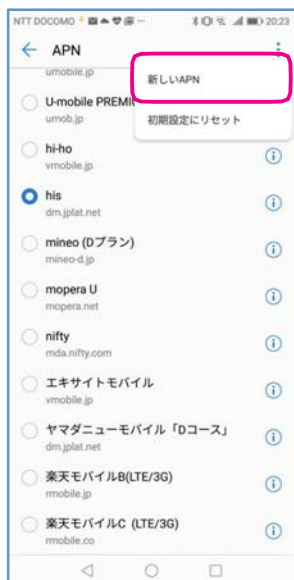 NTT DOCOMO 20:23
APN
umobile.jp
新しいAPN
U-mobile PREMI
umob.jp
初期設定にリセット
hi-ho
vmobile.jp
his
dm.jplat.net
mineo (Dプラン)
mineo-d.jp
mopera U
mopera.net
nifty
mda.nifty.com
エキサイトモバイル
vmobile.jp
ヤマダニューモバイル「Dコース」
dm.jplat.net
楽天モバイルB(LTE/3G)
rmobile.jp
楽天モバイルC (LTE/3G)
rmobile.co